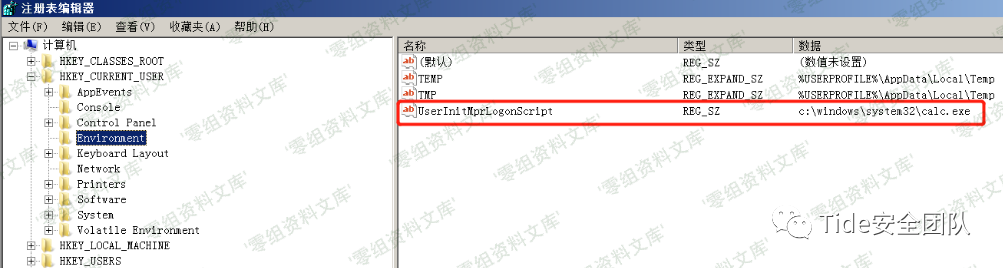 注册表编辑器
文件(F) 编辑(E) 查看(V) 收藏夹(A) 帮助(H)
计算机
HKEY_CLASSES_ROOT
HKEY_CURRENT_USER
AppEvents
Console
Control Panel
Environment
Keyboard Layout
Network
Printers
Software
System
Volatile Environment
HKEY_LOCAL_MACHINE
HKEY_USERS
名称 类型 数据
(默认) REG_SZ (数值未设置)
TEMP REG_EXPAND_SZ %USERPROFILE%\AppData\Local\Temp
TMP REG_EXPAND_SZ %USERPROFILE%\AppData\Local\Temp
UserInitMprLogonScript REG_SZ c:\windows\system32\calc.exe
'零组资料文库'
Tide安全团队